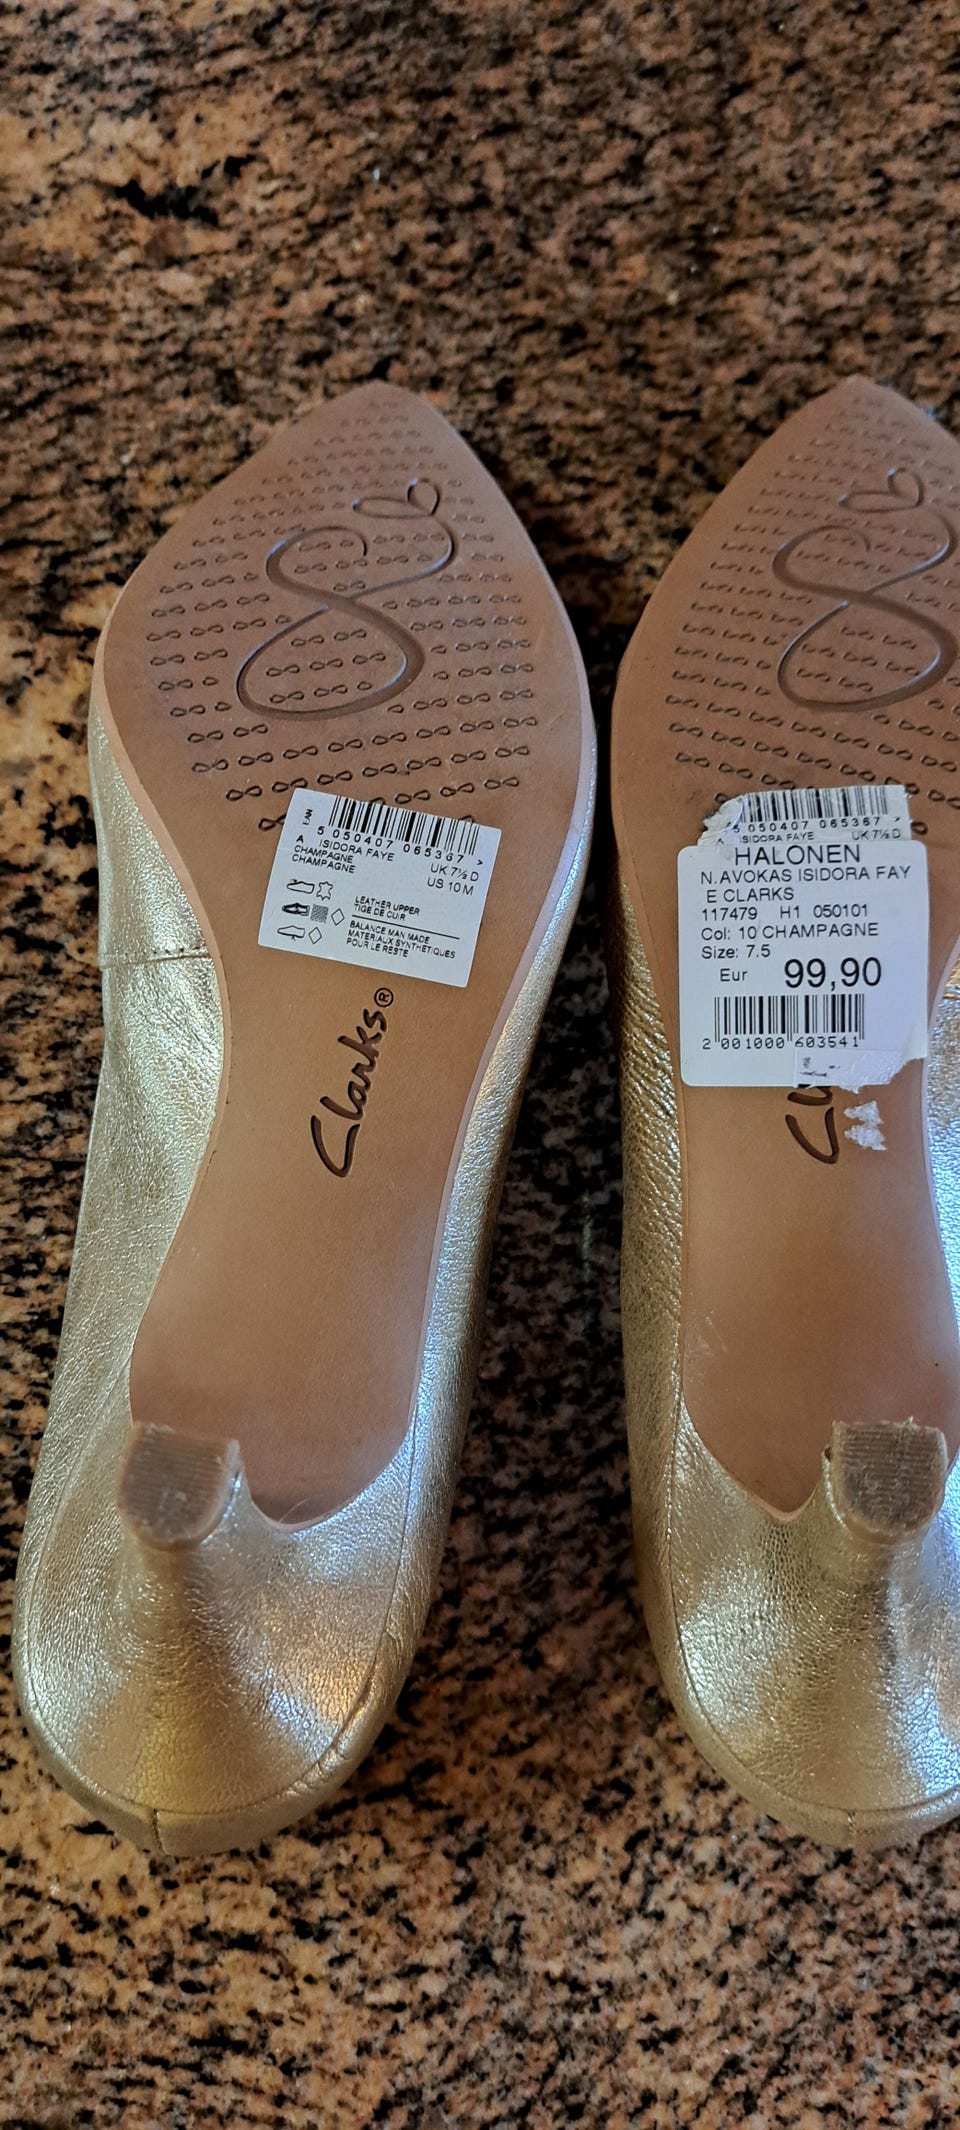 EAN
5 050407 065367 >
A ISIDORA FAYE
CHAMPAGNE UK 7½ D
CHAMPAGNE US 10 M
LEATHER UPPER
TIGE DE CUIR
BALANCE MAN MADE
MATERIAUX SYNTHETIQUES
POUR LE RESTE
Clarks®
5 050407 065367 >
A ISIDORA FAYE UK 7½ D
HALONEN
N.AVOKAS ISIDORA FAY
E CLARKS
117479 H1 050101
Col: 10 CHAMPAGNE
Size: 7.5
Eur 99,90
2 001000 603541
Cl